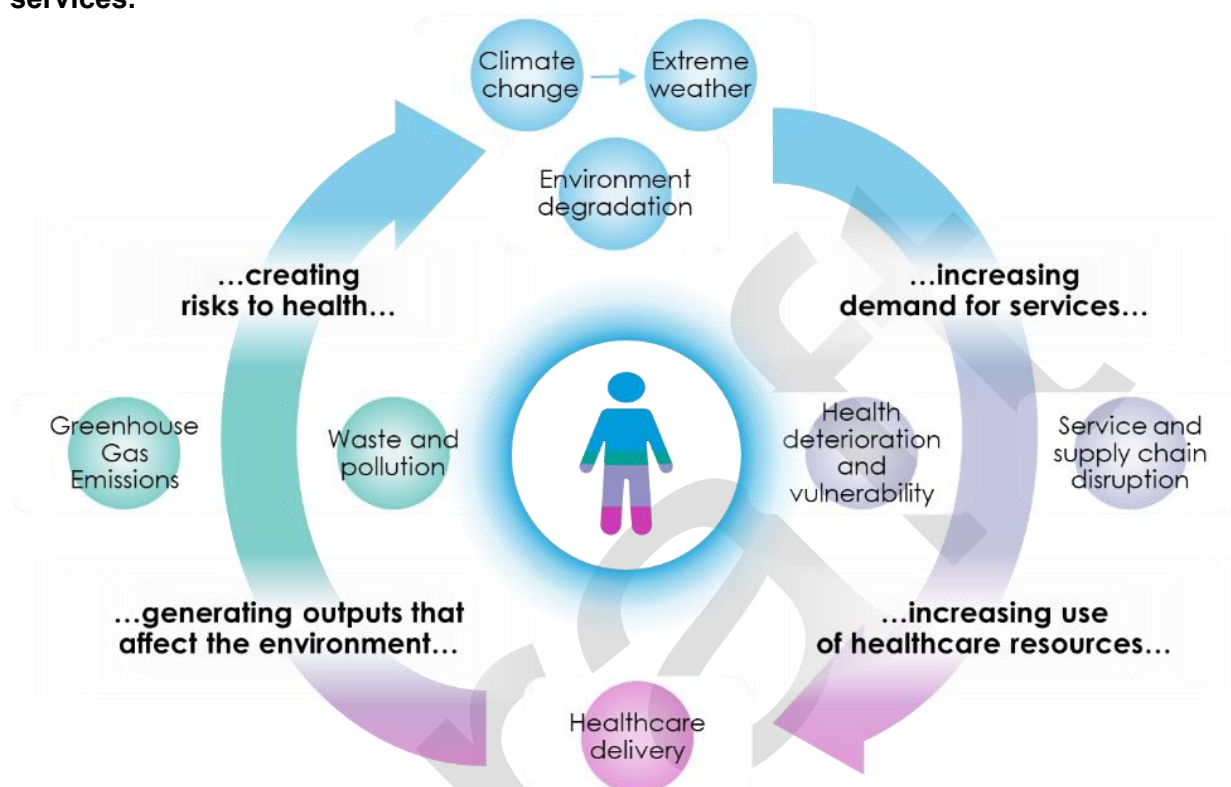 services.
Climate
change
Extreme
weather
Environment
degradation
…creating
risks to health…
…increasing
demand for services…
Greenhouse
Gas
Emissions
Waste and
pollution
Health
deterioration
and
vulnerability
Service and
supply chain
disruption
…generating outputs that
affect the environment…
…increasing use
of healthcare resources…
Healthcare
delivery